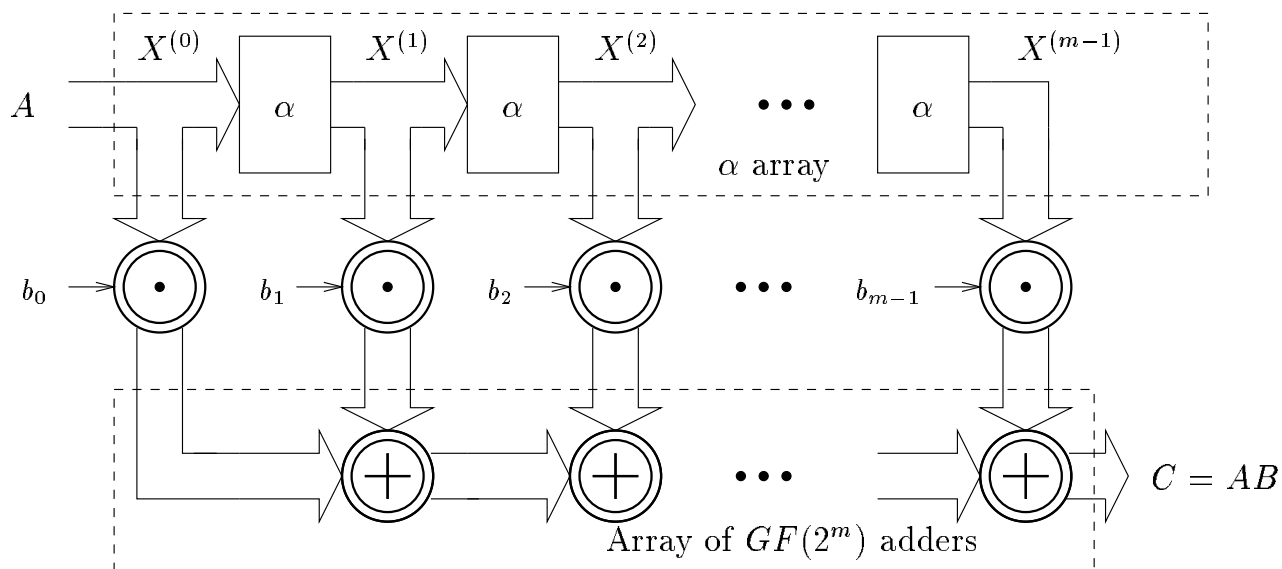 X^{(0)} X^{(1)} X^{(2)} X^{(m-1)}
A α α α
α array
b_0 b_1 b_2 b_{m-1}
C = AB
Array of GF(2^m) adders